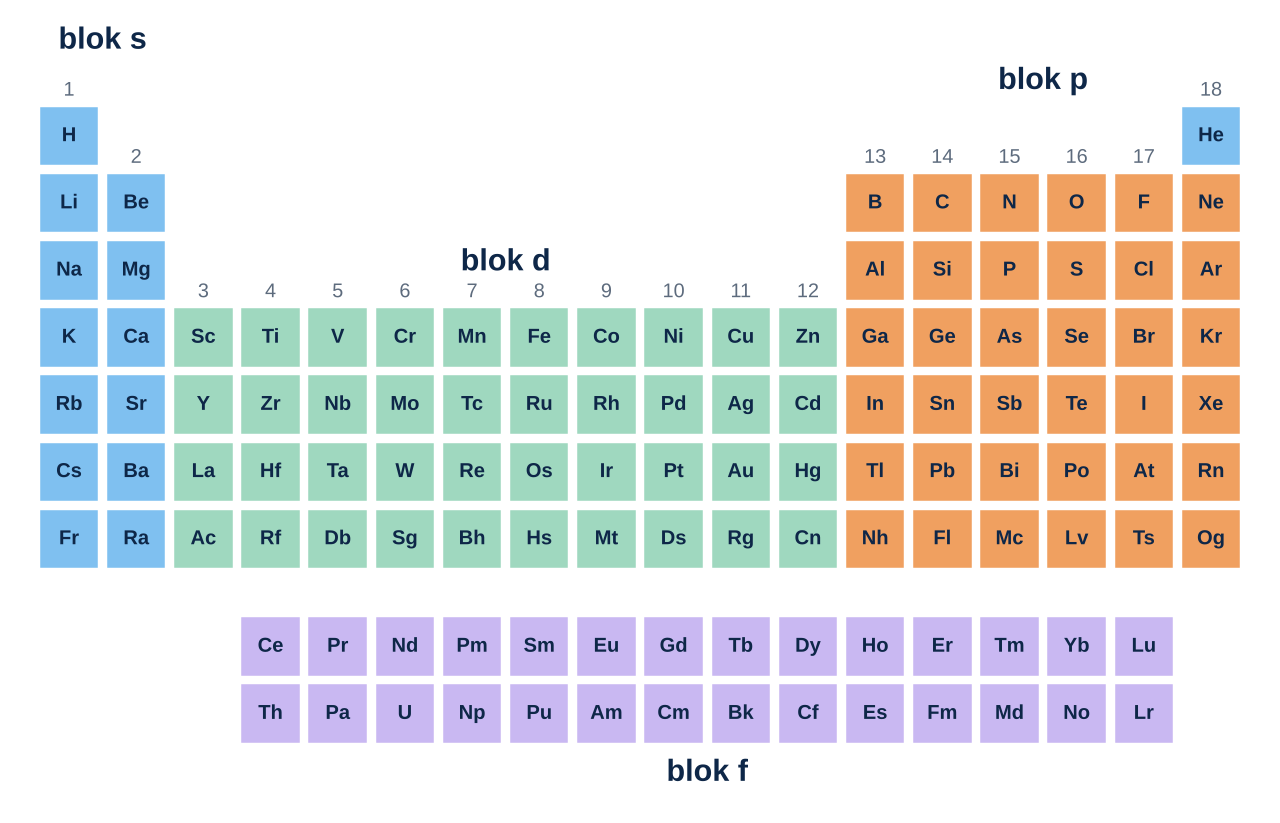 blok s
blok p
1 18
H He
2 13 14 15 16 17
Li Be B C N O F Ne
blok d
Na Mg Al Si P S Cl Ar
3 4 5 6 7 8 9 10 11 12
K Ca Sc Ti V Cr Mn Fe Co Ni Cu Zn Ga Ge As Se Br Kr
Rb Sr Y Zr Nb Mo Tc Ru Rh Pd Ag Cd In Sn Sb Te I Xe
Cs Ba La Hf Ta W Re Os Ir Pt Au Hg Tl Pb Bi Po At Rn
Fr Ra Ac Rf Db Sg Bh Hs Mt Ds Rg Cn Nh Fl Mc Lv Ts Og
Ce Pr Nd Pm Sm Eu Gd Tb Dy Ho Er Tm Yb Lu
Th Pa U Np Pu Am Cm Bk Cf Es Fm Md No Lr
blok f